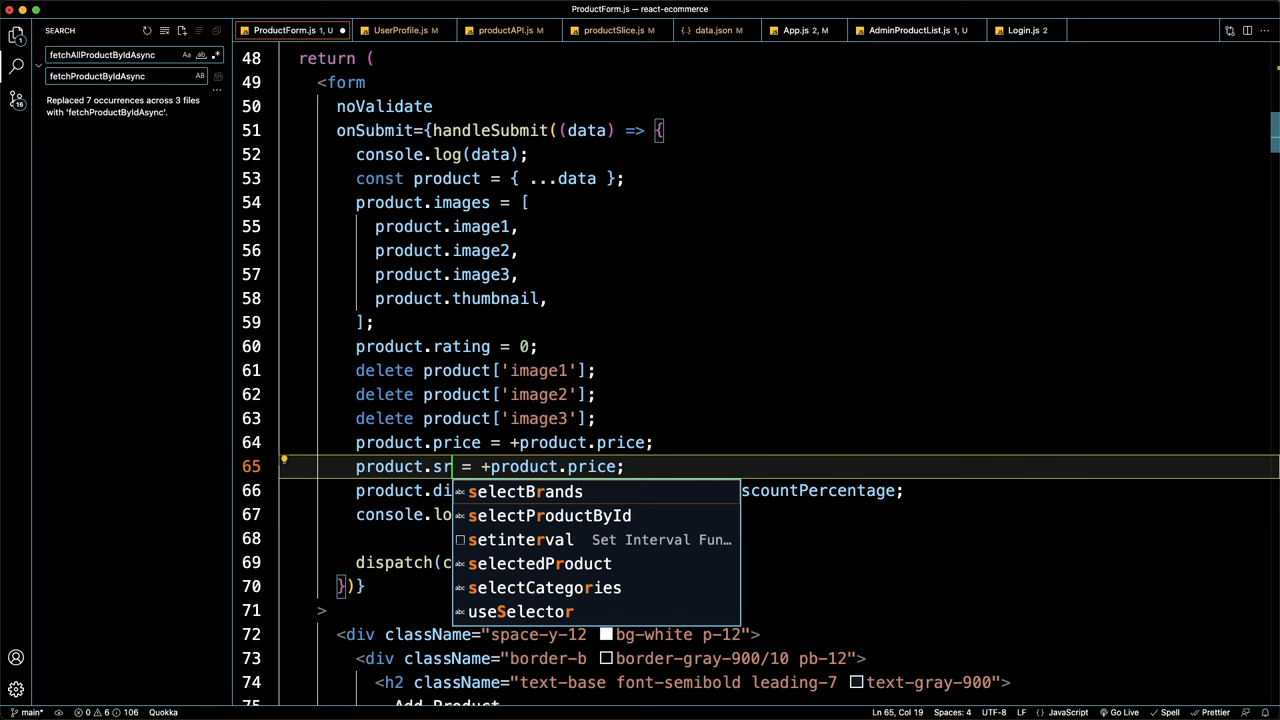 ProductForm.js — react-ecommerce
SEARCH
ProductForm.js 1, U
UserProfile.js M
productAPI.js M
productSlice.js M
data.json M
App.js 2, M
AdminProductList.js 1, U
Login.js 2
fetchAllProductByIdAsync
fetchProductByIdAsync
Replaced 7 occurrences across 3 files
with 'fetchProductByIdAsync'.
48 return (
49 <form
50 noValidate
51 onSubmit={handleSubmit((data) => {
52 console.log(data);
53 const product = { ...data };
54 product.images = [
55 product.image1,
56 product.image2,
57 product.image3,
58 product.thumbnail,
59 ];
60 product.rating = 0;
61 delete product['image1'];
62 delete product['image2'];
63 delete product['image3'];
64 product.price = +product.price;
65 product.sr = +product.price;
66 product.di scountPercentage;
67 console.lo
68
69 dispatch(c
70 })}
71 >
72 <div className="space-y-12 bg-white p-12">
73 <div className="border-b border-gray-900/10 pb-12">
74 <h2 className="text-base font-semibold leading-7 text-gray-900">
75 Add Product
selectBrands
selectProductById
setinterval Set Interval Fun…
selectedProduct
selectCategories
useSelector
main* 0 6 106 Quokka
Ln 65, Col 19 Spaces: 4 UTF-8 LF { } JavaScript Go Live Spell Prettier